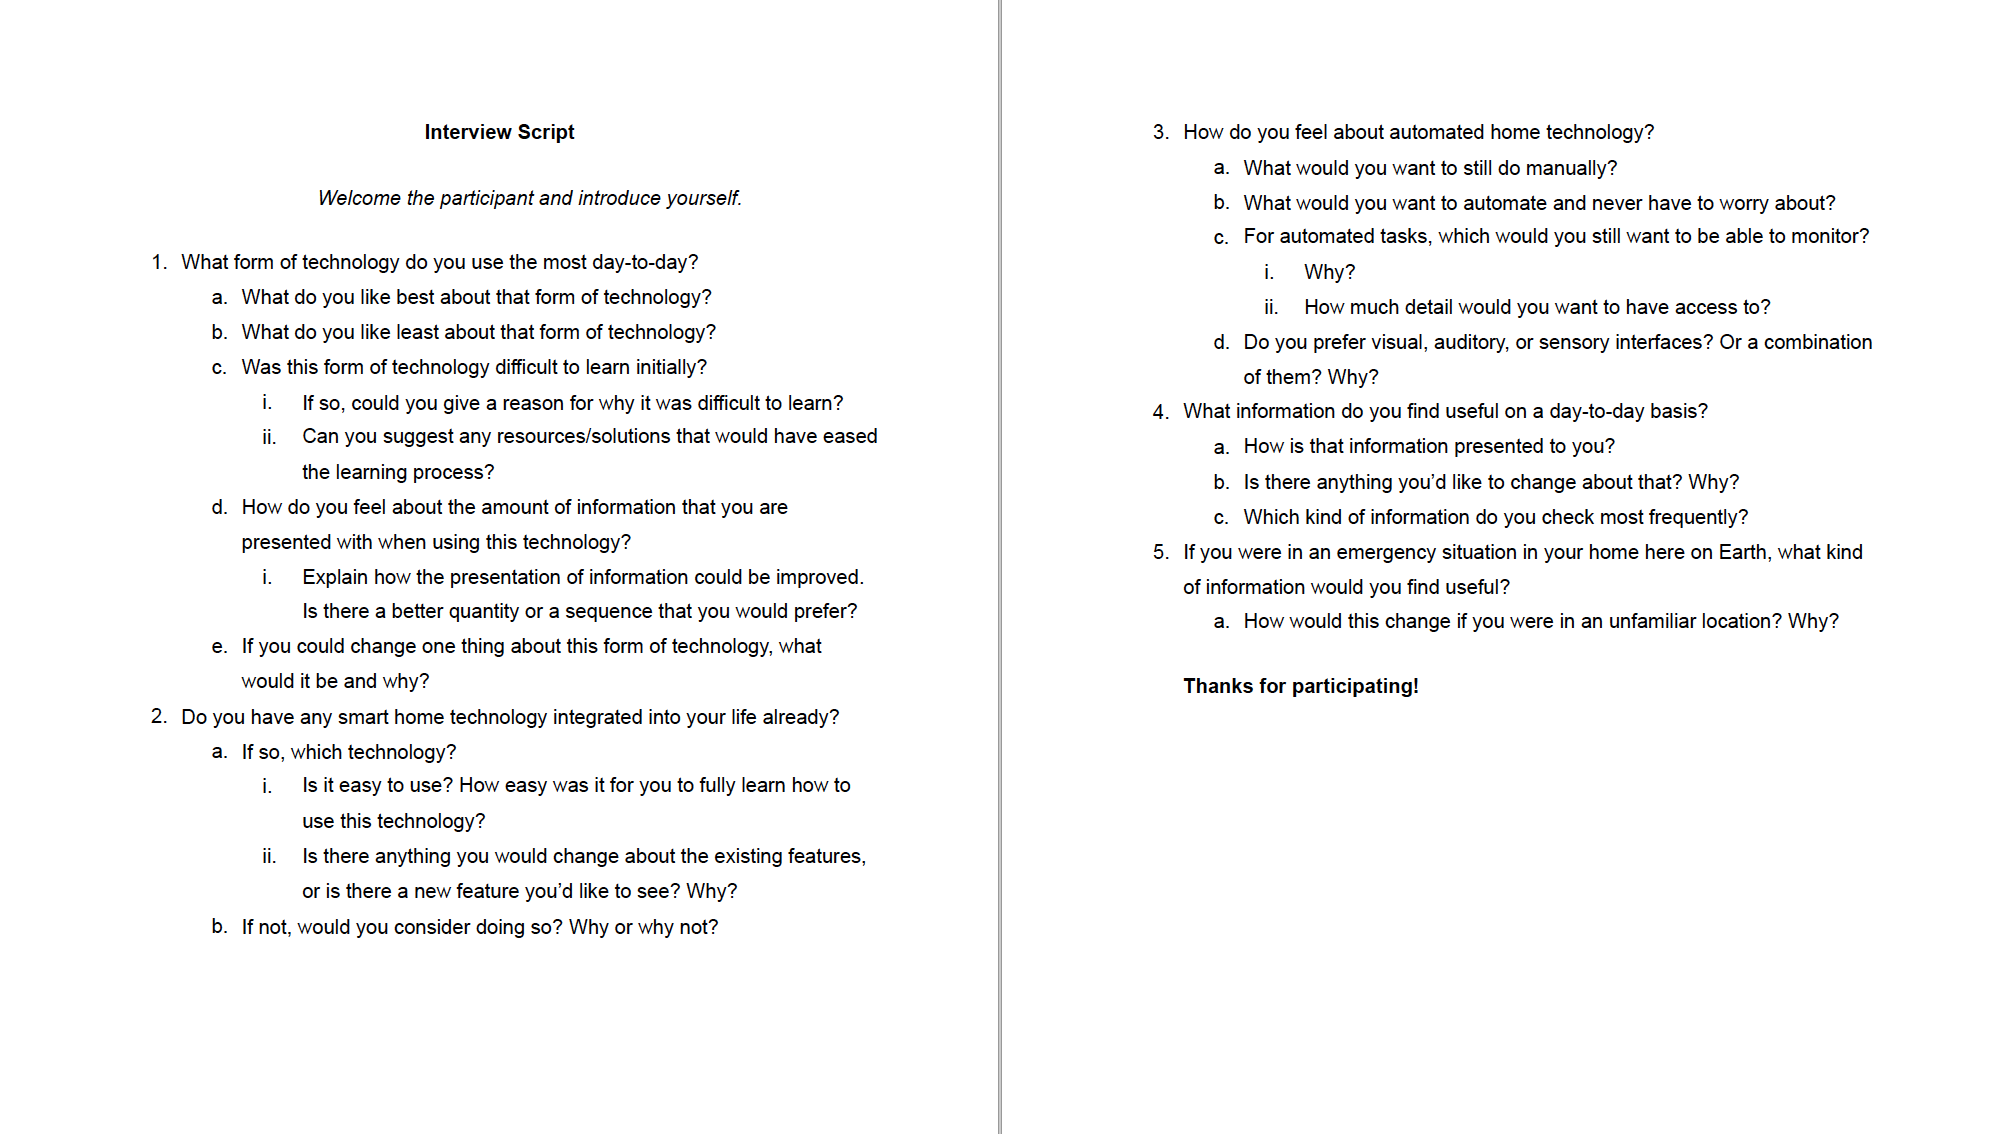 Interview Script
Welcome the participant and introduce yourself.
1. What form of technology do you use the most day-to-day?
a. What do you like best about that form of technology?
b. What do you like least about that form of technology?
c. Was this form of technology difficult to learn initially?
i. If so, could you give a reason for why it was difficult to learn?
ii. Can you suggest any resources/solutions that would have eased
the learning process?
d. How do you feel about the amount of information that you are
presented with when using this technology?
i. Explain how the presentation of information could be improved.
Is there a better quantity or a sequence that you would prefer?
e. If you could change one thing about this form of technology, what
would it be and why?
2. Do you have any smart home technology integrated into your life already?
a. If so, which technology?
i. Is it easy to use? How easy was it for you to fully learn how to
use this technology?
ii. Is there anything you would change about the existing features,
or is there a new feature you’d like to see? Why?
b. If not, would you consider doing so? Why or why not?
3. How do you feel about automated home technology?
a. What would you want to still do manually?
b. What would you want to automate and never have to worry about?
c. For automated tasks, which would you still want to be able to monitor?
i. Why?
ii. How much detail would you want to have access to?
d. Do you prefer visual, auditory, or sensory interfaces? Or a combination
of them? Why?
4. What information do you find useful on a day-to-day basis?
a. How is that information presented to you?
b. Is there anything you’d like to change about that? Why?
c. Which kind of information do you check most frequently?
5. If you were in an emergency situation in your home here on Earth, what kind
of information would you find useful?
a. How would this change if you were in an unfamiliar location? Why?
Thanks for participating!